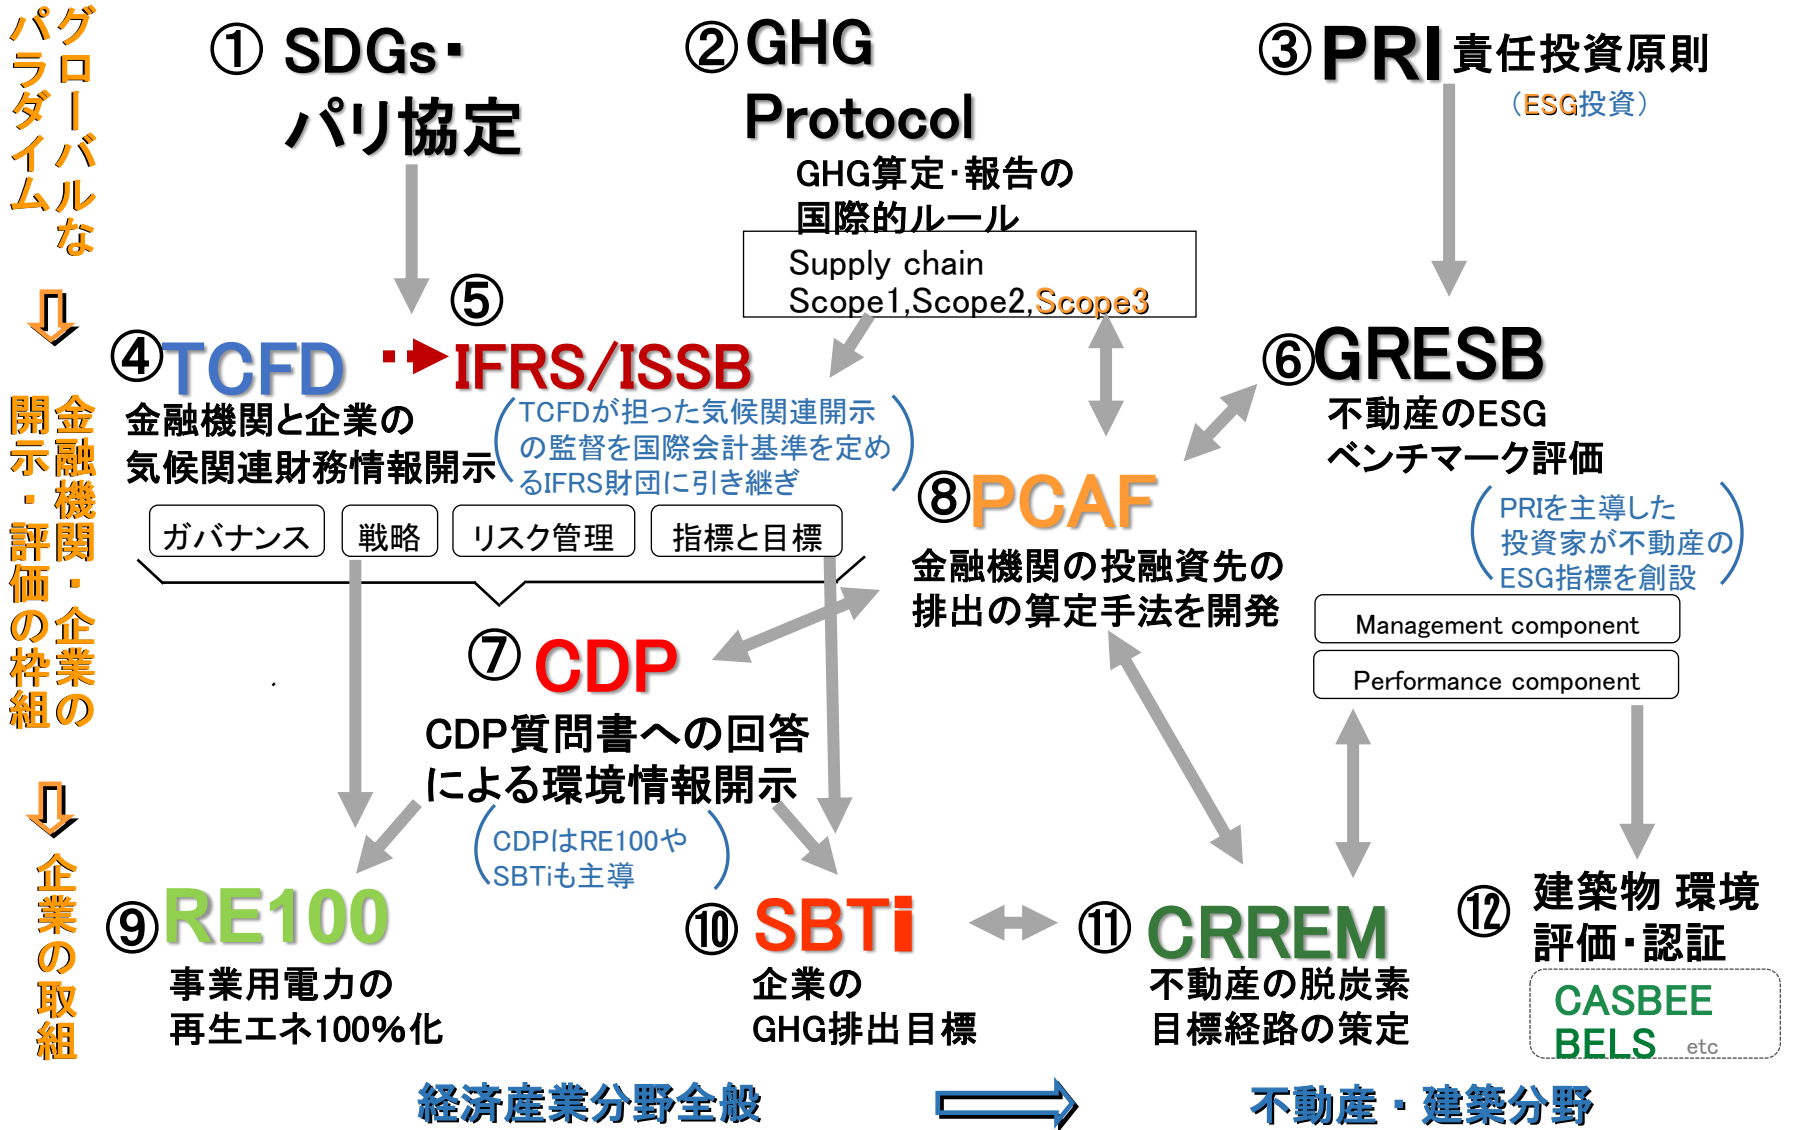 グローバルな
パラダイム
金融機関・企業の
開示・評価の枠組
企業の取組
① SDGs・
パリ協定
② GHG
Protocol
GHG算定・報告の
国際的ルール
Supply chain
Scope1,Scope2,Scope3
③ PRI 責任投資原則
（ESG投資）
④ TCFD
金融機関と企業の
気候関連財務情報開示
⑤
IFRS/ISSB
TCFDが担った気候関連開示
の監督を国際会計基準を定め
るIFRS財団に引き継ぎ
ガバナンス
戦略
リスク管理
指標と目標
⑥ GRESB
不動産のESG
ベンチマーク評価
PRIを主導した
投資家が不動産の
ESG指標を創設
Management component
Performance component
⑧ PCAF
金融機関の投融資先の
排出の算定手法を開発
⑦ CDP
CDP質問書への回答
による環境情報開示
CDPはRE100や
SBTiも主導
⑨ RE100
事業用電力の
再生エネ100%化
⑩ SBTi
企業の
GHG排出目標
⑪ CRREM
不動産の脱炭素
目標経路の策定
⑫ 建築物 環境
評価・認証
CASBEE
BELS etc
経済産業分野全般
不動産・建築分野